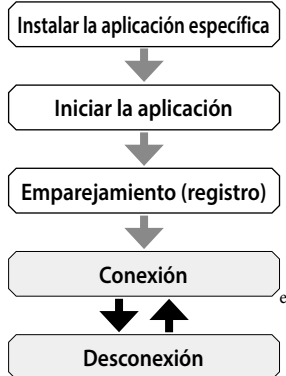 Instalar la aplicación específica
Iniciar la aplicación
Emparejamiento (registro)
Conexión
e
Desconexión